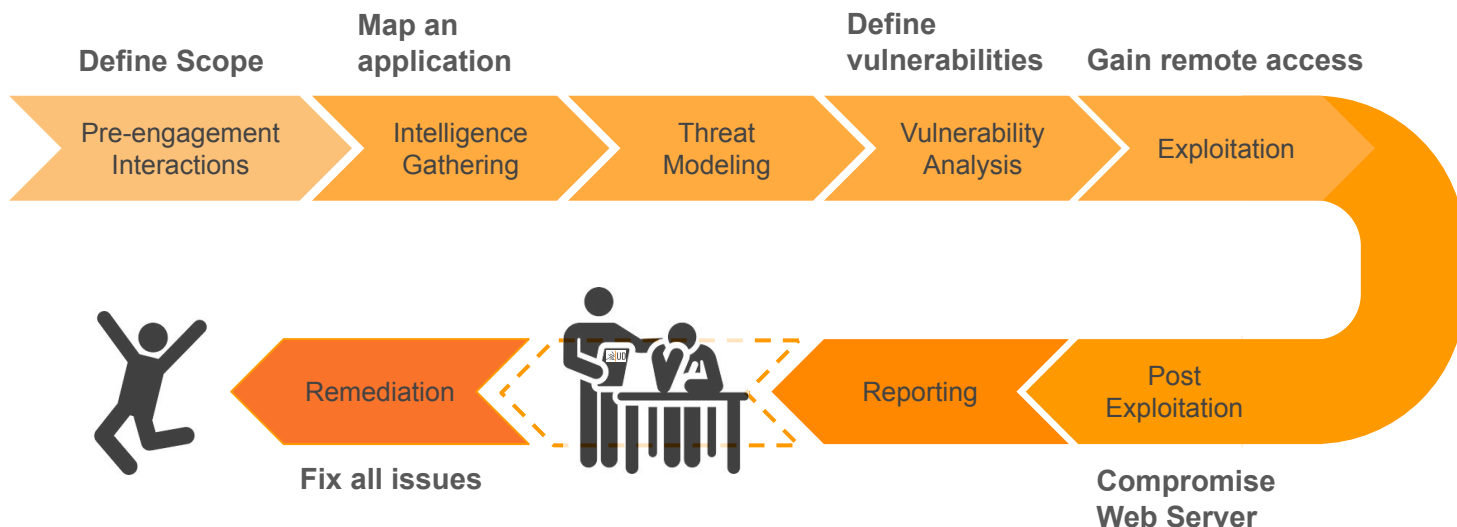 Define Scope
Map an
application
Define
vulnerabilities
Gain remote access
Pre-engagement
Interactions
Intelligence
Gathering
Threat
Modeling
Vulnerability
Analysis
Exploitation
Remediation
Reporting
Post
Exploitation
Fix all issues
Compromise
Web Server